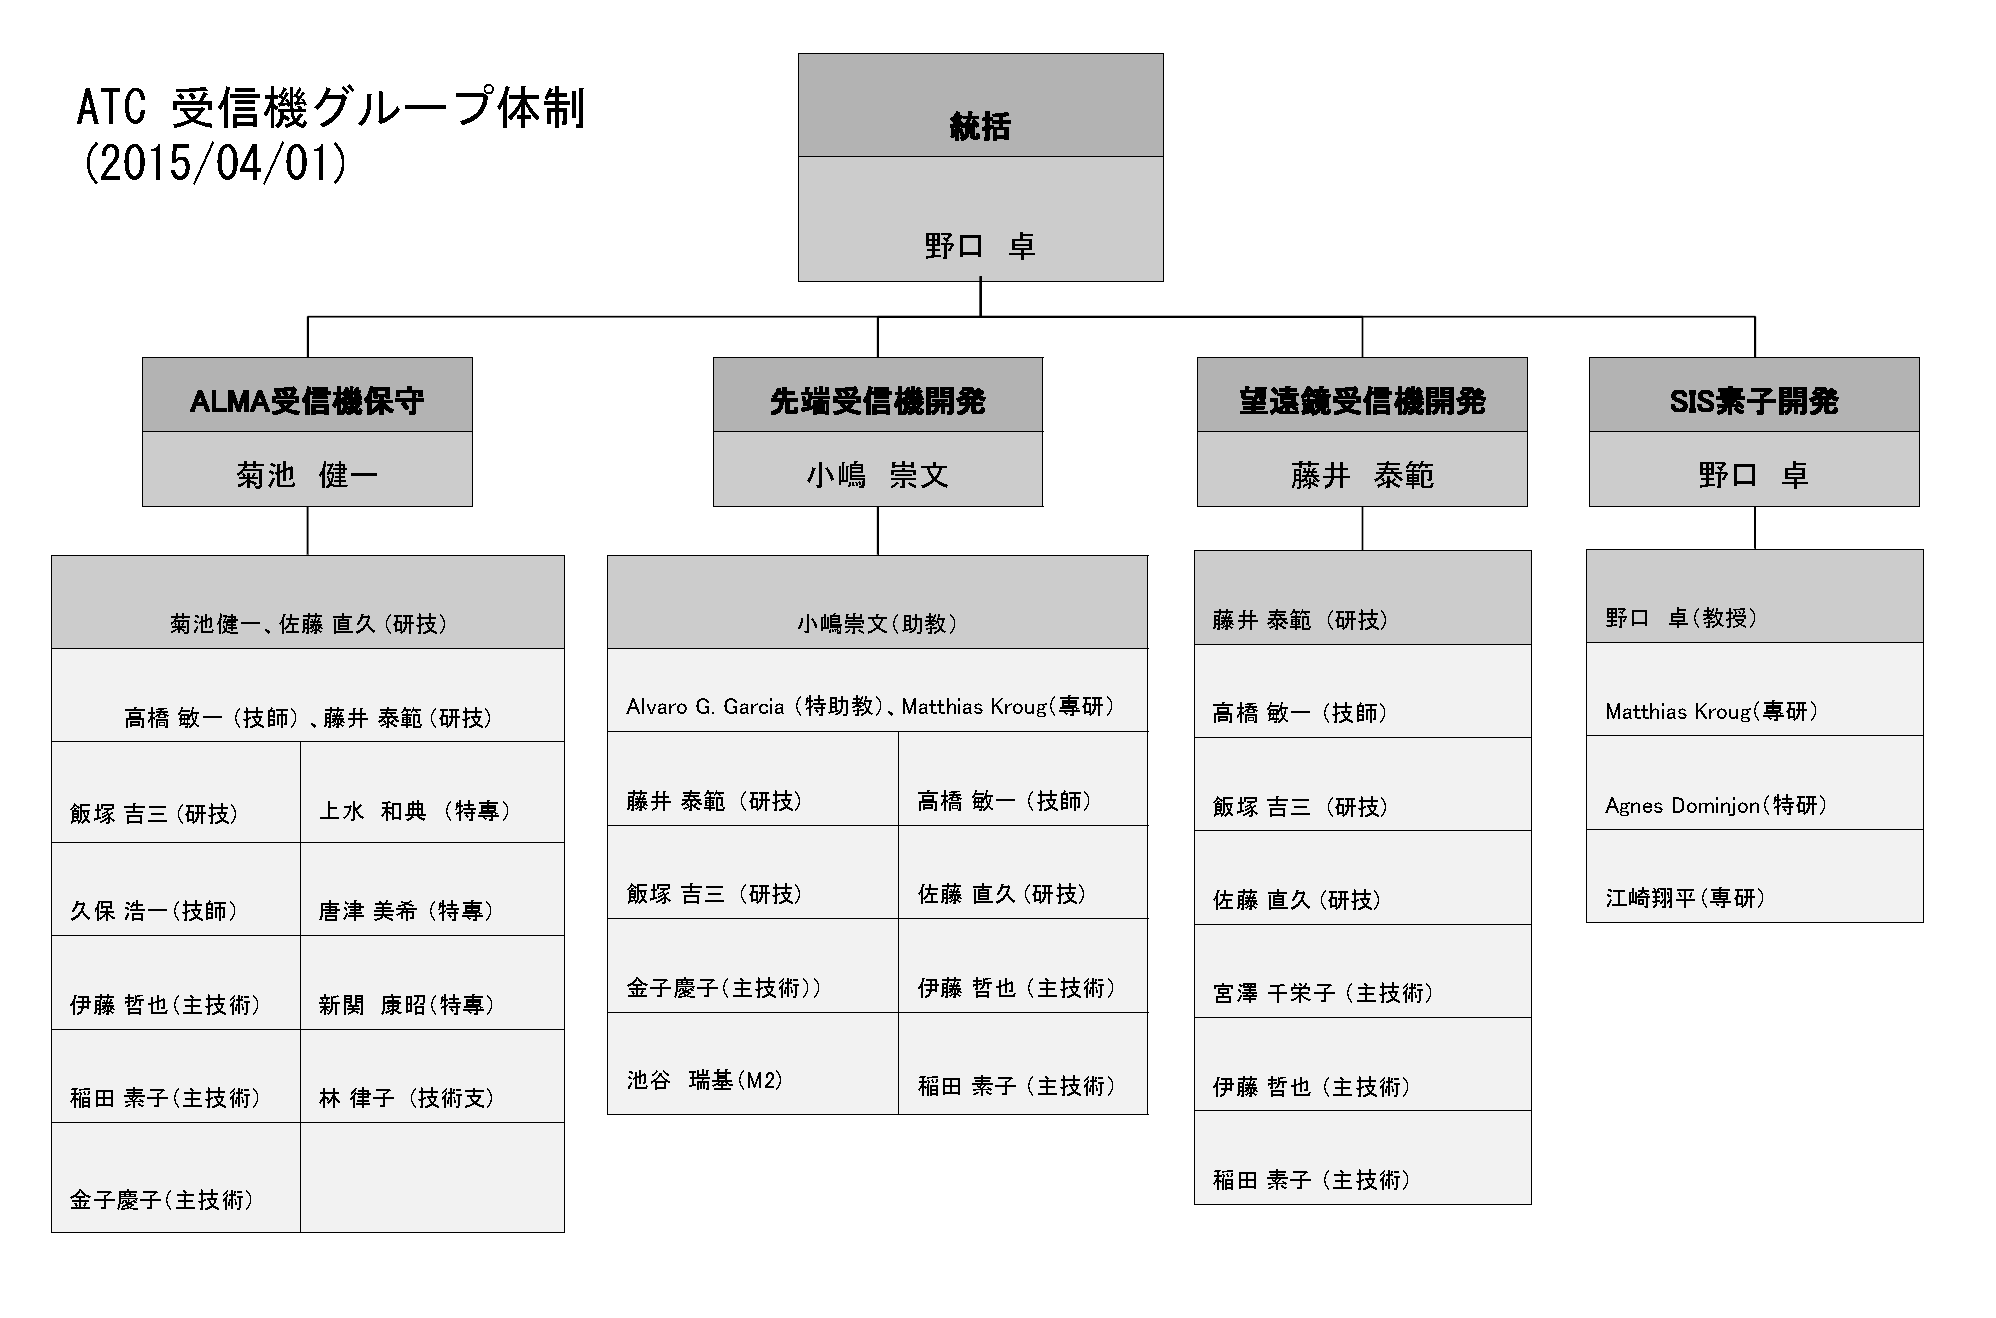 ATC 受信機グループ体制
(2015/04/01)
統括
野口　卓
ALMA受信機保守
菊池　健一
先端受信機開発
小嶋　崇文
望遠鏡受信機開発
藤井　泰範
SIS素子開発
野口　卓
菊池健一、佐藤 直久（研技）
高橋 敏一（技師）、藤井 泰範（研技）
飯塚 吉三（研技）
上水　和典　（特専）
久保 浩一（技師）
唐津 美希（特専）
伊藤 哲也（主技術）
新関　康昭（特専）
稲田 素子（主技術）
林 律子（技術支）
金子慶子（主技術）
小嶋崇文（助教）
Alvaro G. Garcia（特助教）、Matthias Kroug（専研）
藤井 泰範（研技）
高橋 敏一（技師）
飯塚 吉三（研技）
佐藤 直久（研技）
金子慶子（主技術））
伊藤 哲也（主技術）
池谷　瑞基（M2）
稲田 素子（主技術）
藤井 泰範（研技）
高橋 敏一（技師）
飯塚 吉三（研技）
佐藤 直久（研技）
宮澤 千栄子（主技術）
伊藤 哲也（主技術）
稲田 素子（主技術）
野口　卓（教授）
Matthias Kroug（専研）
Agnes Dominjon（特研）
江崎翔平（専研）